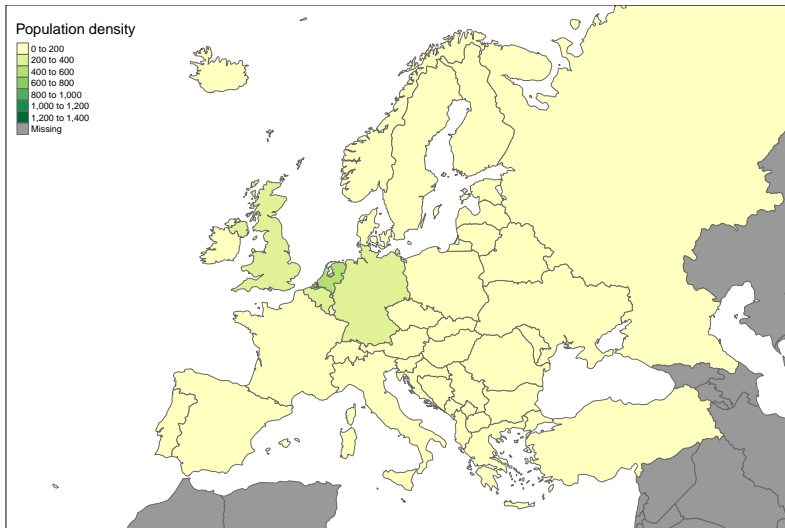 Population density
0 to 200
200 to 400
400 to 600
600 to 800
800 to 1,000
1,000 to 1,200
1,200 to 1,400
Missing